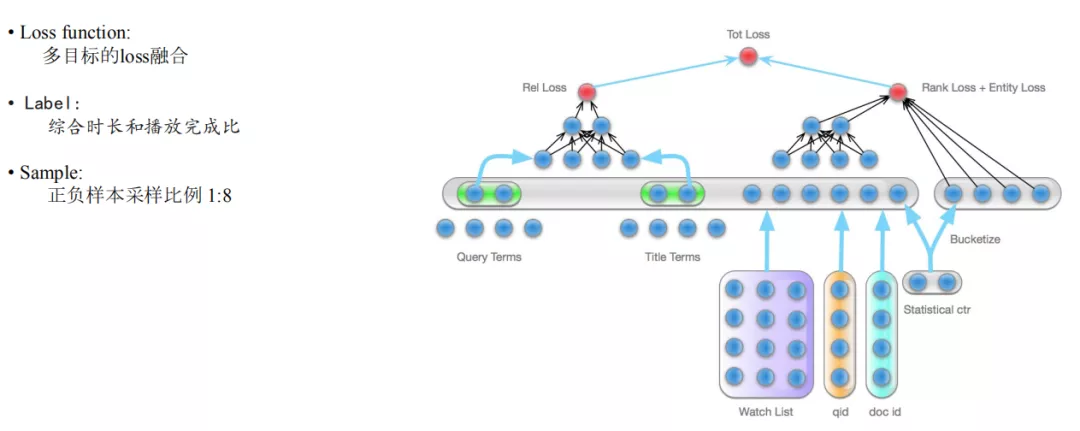 • Loss function:
多目标的loss融合
• Label:
综合时长和播放完成比
• Sample:
正负样本采样比例 1:8
Tot Loss
Rel Loss
Rank Loss + Entity Loss
Query Terms
Title Terms
Bucketize
Statistical ctr
Watch List
qid
doc id